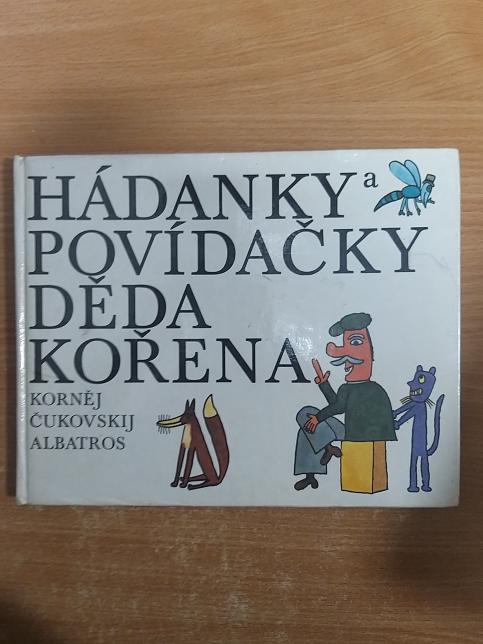 HÁDANKY a
POVÍDAČKY
DĚDA
KOŘENA
KORNĚJ
ČUKOVSKIJ
ALBATROS